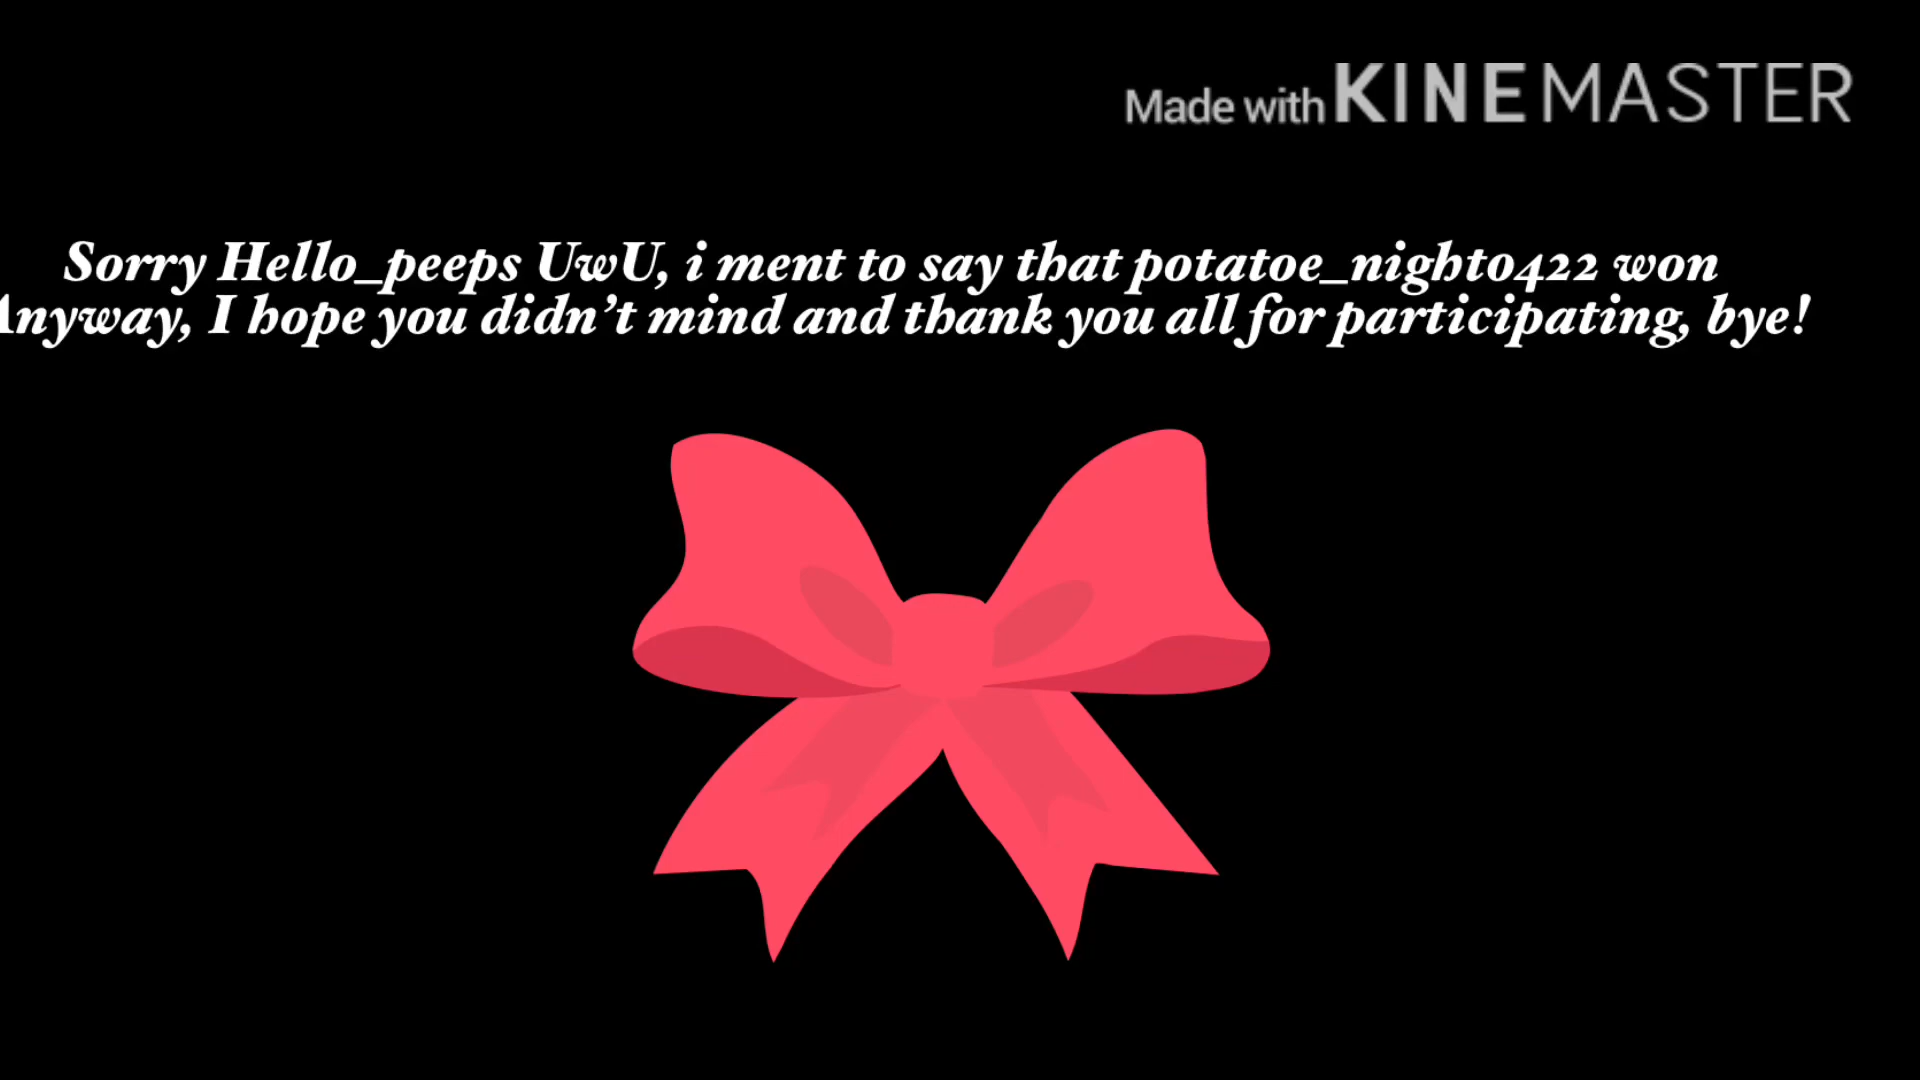 Made with KINEMASTER
Sorry Hello_peeps UwU, i ment to say that potatoe_night0422 won
Anyway, I hope you didn't mind and thank you all for participating, bye!